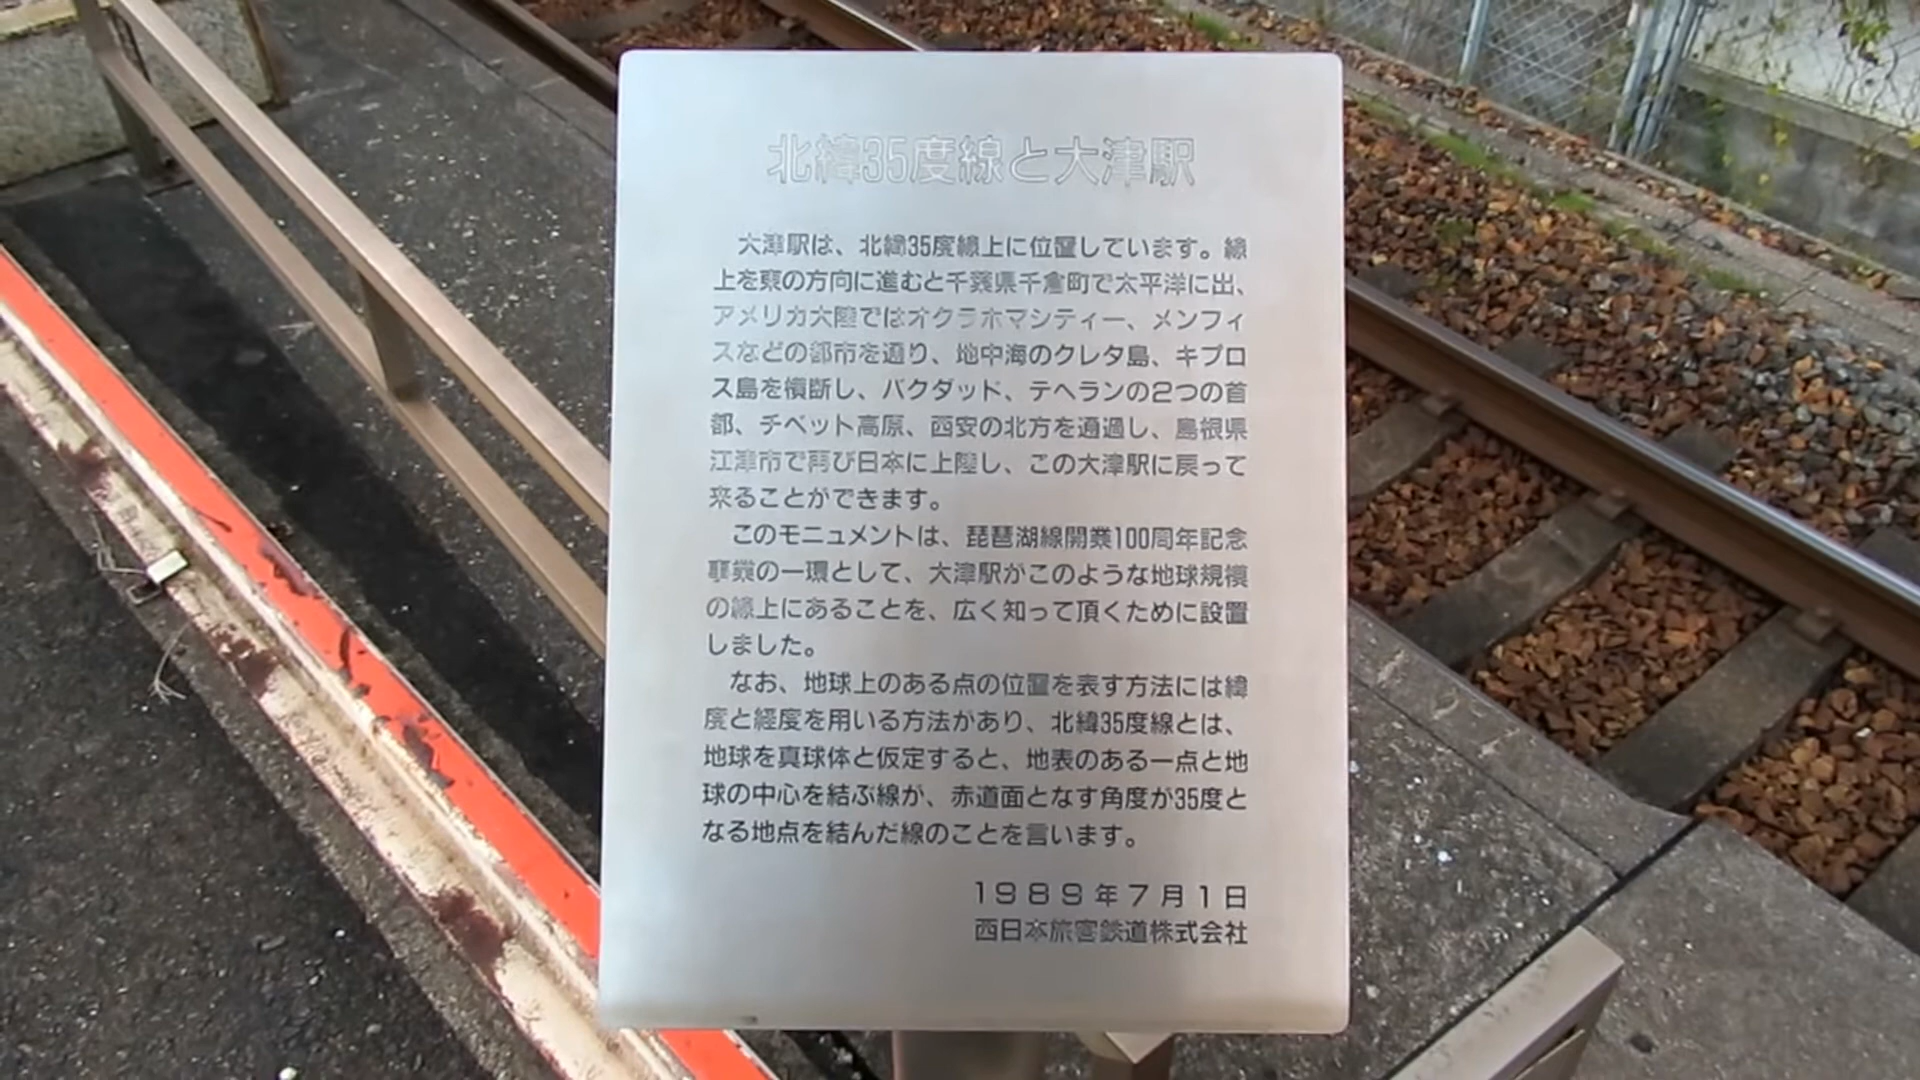 北緯35度線と大津駅
大津駅は、北緯35度線上に位置しています。線
上を東の方向に進むと千葉県千倉町で太平洋に出、
アメリカ大陸ではオクラホマシティー、メンフィ
スなどの都市を通り、地中海のクレタ島、キプロ
ス島を横断し、バクダッド、テヘランの2つの首
都、チベット高原、西安の北方を通過し、島根県
江津市で再び日本に上陸し、この大津駅に戻って
来ることができます。
このモニュメントは、琵琶湖線開業100周年記念
事業の一環として、大津駅がこのような地球規模
の線上にあることを、広く知って頂くために設置
しました。
なお、地球上のある点の位置を表す方法には緯
度と経度を用いる方法があり、北緯35度線とは、
地球を真球体と仮定すると、地表のある一点と地
球の中心を結ぶ線が、赤道面となす角度が35度と
なる地点を結んだ線のことを言います。
1989年7月1日
西日本旅客鉄道株式会社